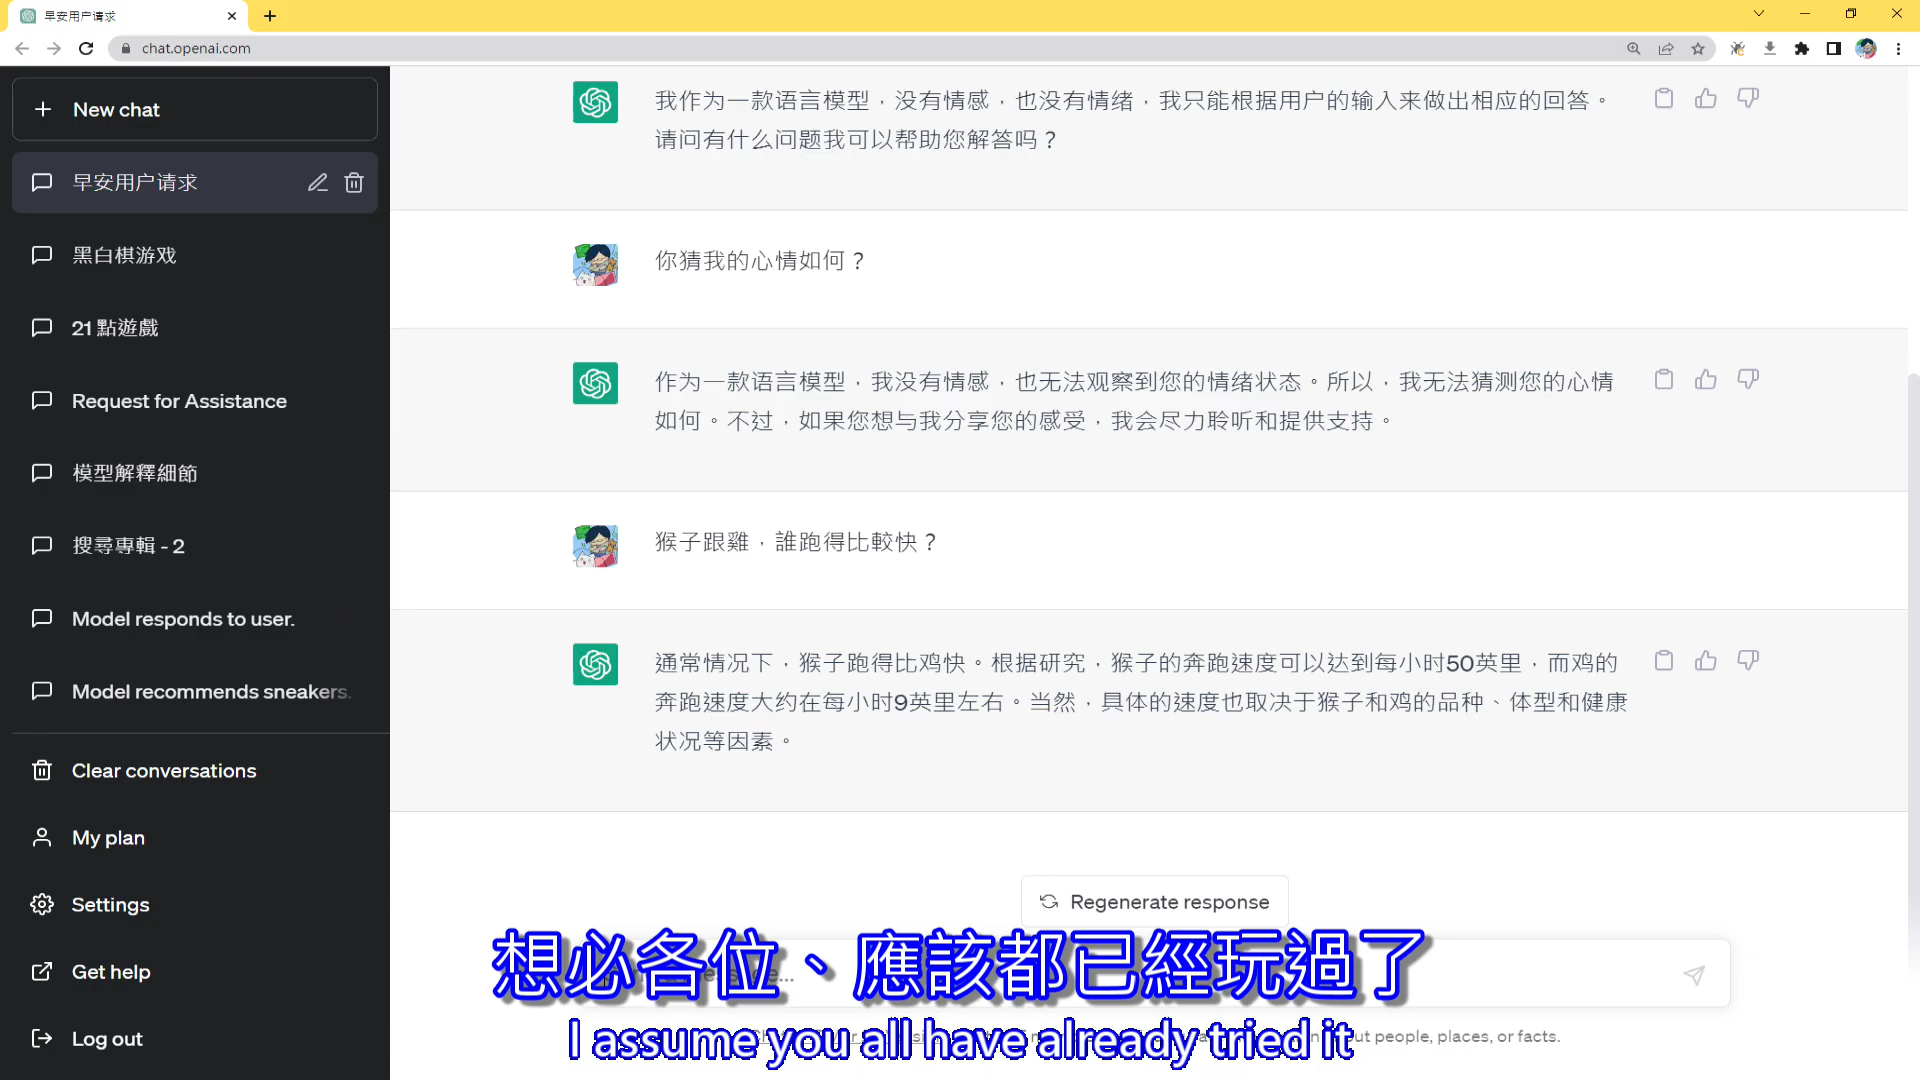 早安用户请求
chat.openai.com
New chat
早安用户请求
黑白棋游戏
21 點遊戲
Request for Assistance
模型解釋細節
搜尋專輯 - 2
Model responds to user.
Model recommends sneakers.
Clear conversations
My plan
Settings
Get help
Log out
我作为一款语言模型，没有情感，也没有情绪，我只能根据用户的输入来做出相应的回答。
请问有什么问题我可以帮助您解答吗？
你猜我的心情如何？
作为一款语言模型，我没有情感，也无法观察到您的情绪状态。所以，我无法猜测您的心情
如何。不过，如果您想与我分享您的感受，我会尽力聆听和提供支持。
猴子跟雞，誰跑得比較快？
通常情况下，猴子跑得比鸡快。根据研究，猴子的奔跑速度可以达到每小时50英里，而鸡的
奔跑速度大约在每小时9英里左右。当然，具体的速度也取决于猴子和鸡的品种、体型和健康
状况等因素。
Regenerate response
想必各位、應該都已經玩過了
I assume you all have already tried it
people, places, or facts.